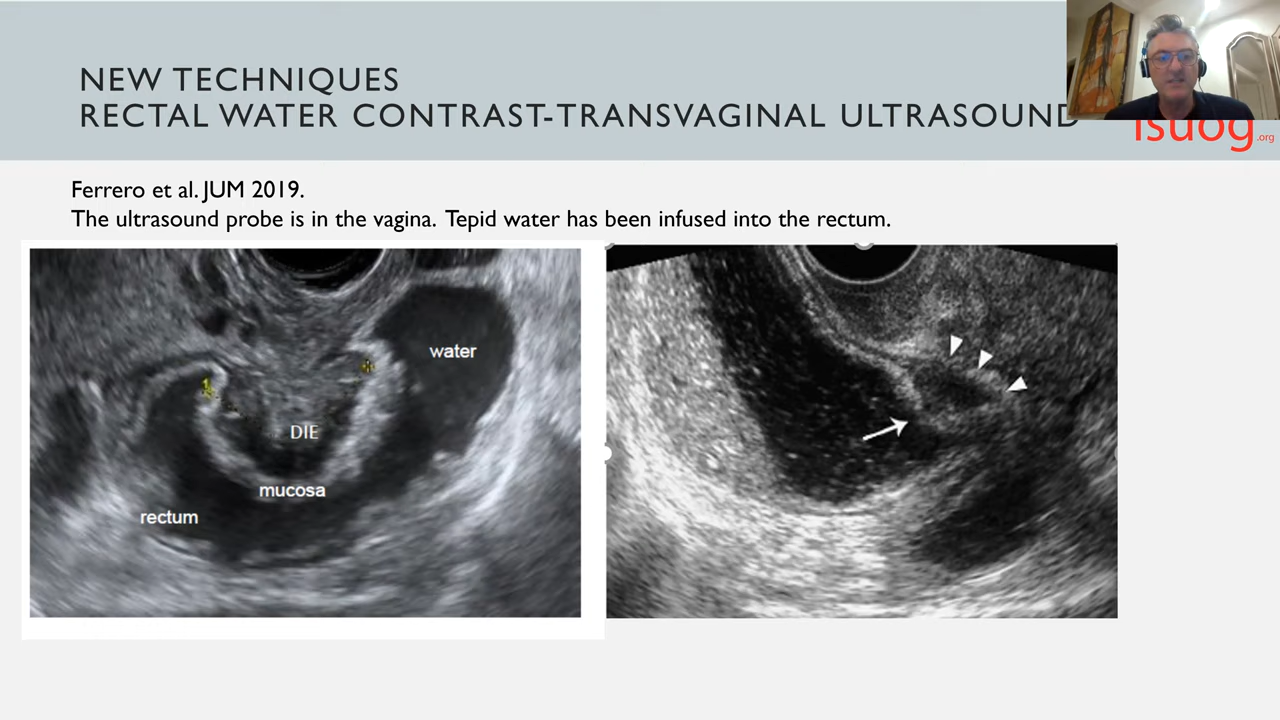 NEW TECHNIQUES
RECTAL WATER CONTRAST-TRANSVAGINAL ULTRASOUND
isuog.org
Ferrero et al. JUM 2019.
The ultrasound probe is in the vagina. Tepid water has been infused into the rectum.
water
1
DIE
mucosa
rectum